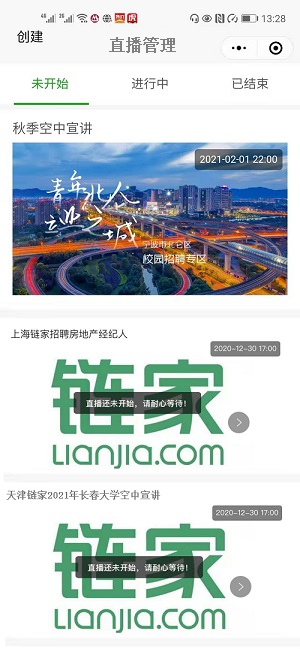 13:28
创建
直播管理
未开始
进行中
已结束
秋季空中宣讲
2021-02-01 22:00
青年北人
宁波市北仑区
校园招聘专区
上海链家招聘房地产经纪人
2020-12-30 17:00
链家
直播还未开始，请耐心等待！
LIANJIA.COM
天津链家2021年长春大学空中宣讲
2020-12-30 17:00
链家
直播还未开始，请耐心等待！
LIANJIA.COM